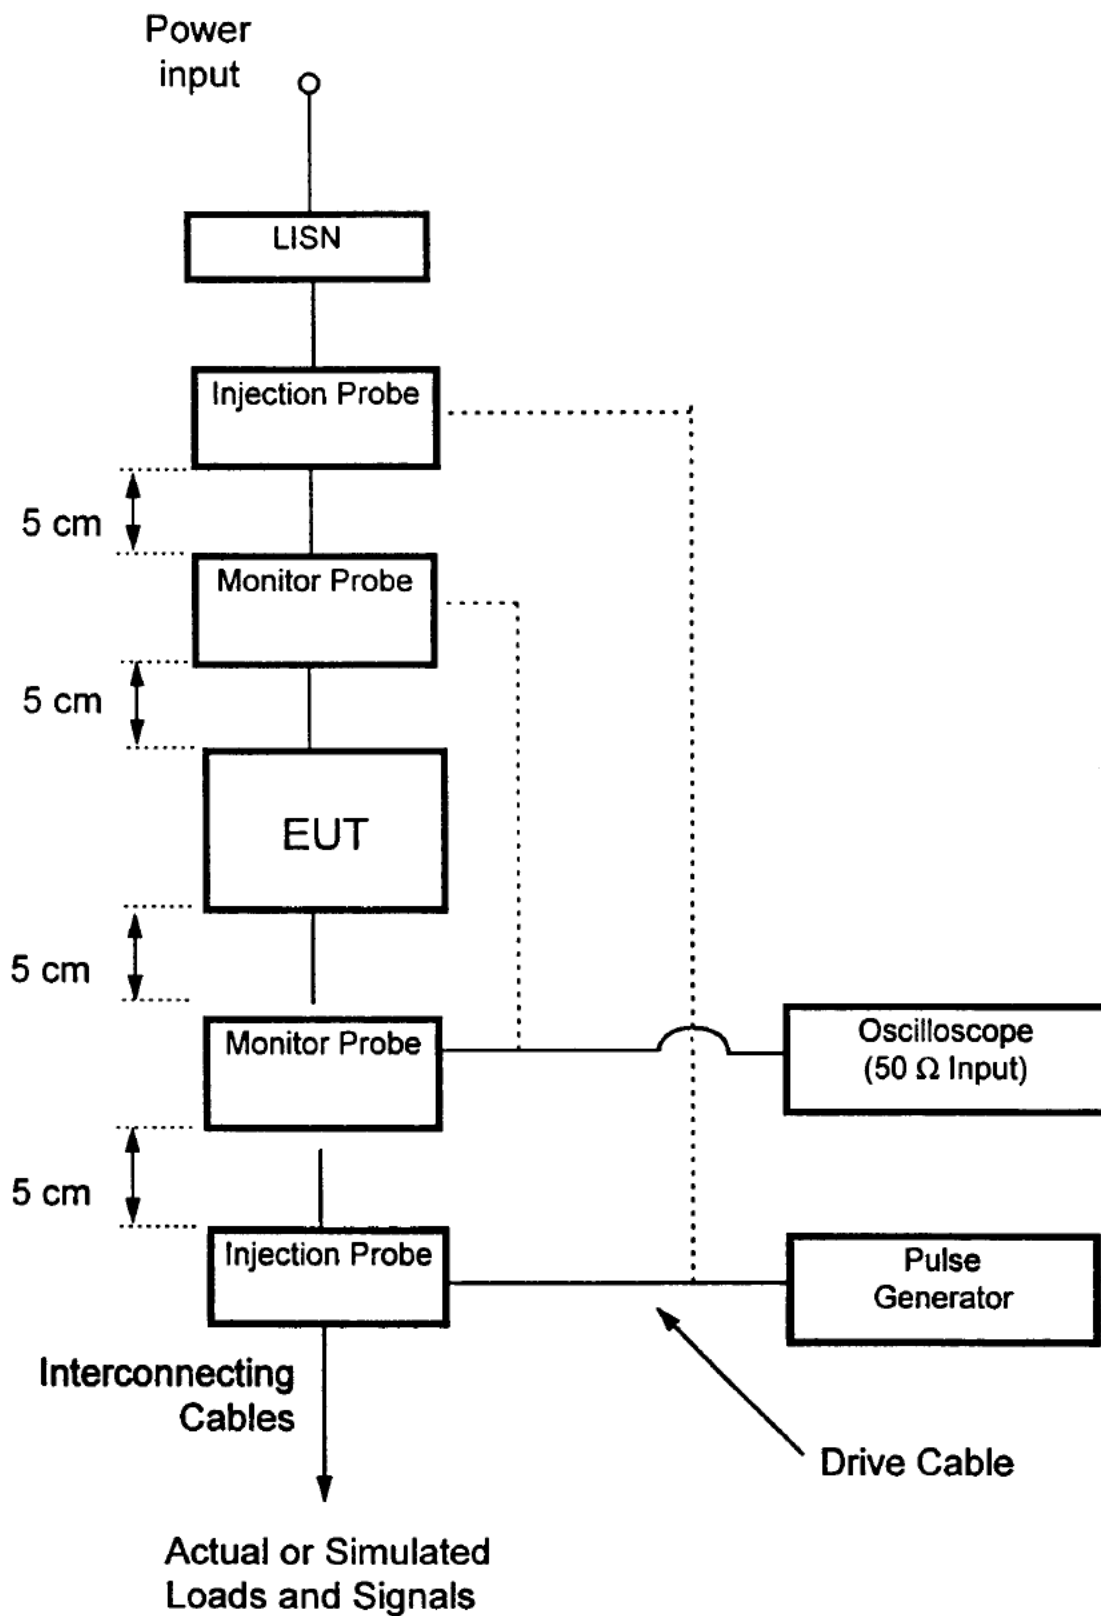 Power
input
LISN
Injection Probe
5 cm
Monitor Probe
5 cm
EUT
5 cm
Monitor Probe
Oscilloscope
(50 Ω Input)
5 cm
Injection Probe
Pulse
Generator
Interconnecting
Cables
Drive Cable
Actual or Simulated
Loads and Signals